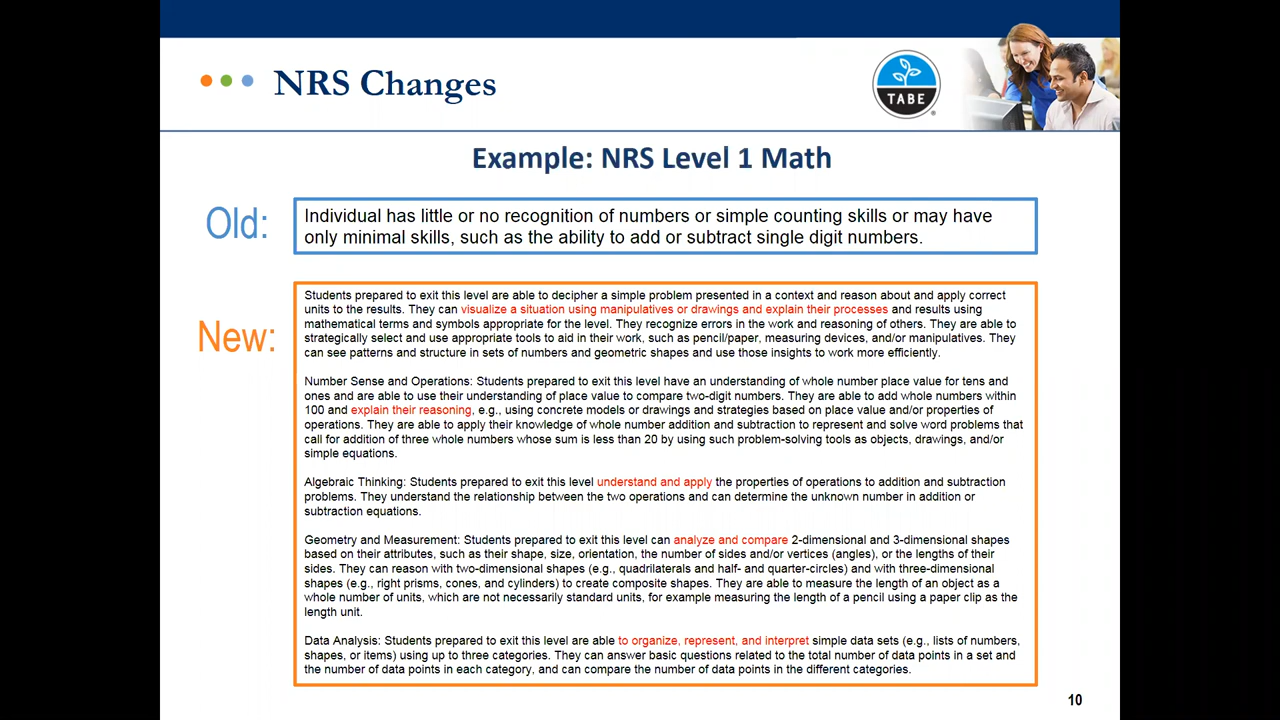 NRS Changes
TABE
Example: NRS Level 1 Math
Old:
Individual has little or no recognition of numbers or simple counting skills or may have
only minimal skills, such as the ability to add or subtract single digit numbers.
New:
Students prepared to exit this level are able to decipher a simple problem presented in a context and reason about and apply correct
units to the results. They can visualize a situation using manipulatives or drawings and explain their processes and results using
mathematical terms and symbols appropriate for the level. They recognize errors in the work and reasoning of others. They are able to
strategically select and use appropriate tools to aid in their work, such as pencil/paper, measuring devices, and/or manipulatives. They
can see patterns and structure in sets of numbers and geometric shapes and use those insights to work more efficiently.
Number Sense and Operations: Students prepared to exit this level have an understanding of whole number place value for tens and
ones and are able to use their understanding of place value to compare two-digit numbers. They are able to add whole numbers within
100 and explain their reasoning, e.g., using concrete models or drawings and strategies based on place value and/or properties of
operations. They are able to apply their knowledge of whole number addition and subtraction to represent and solve word problems that
call for addition of three whole numbers whose sum is less than 20 by using such problem-solving tools as objects, drawings, and/or
simple equations.
Algebraic Thinking: Students prepared to exit this level understand and apply the properties of operations to addition and subtraction
problems. They understand the relationship between the two operations and can determine the unknown number in addition or
subtraction equations.
Geometry and Measurement: Students prepared to exit this level can analyze and compare 2-dimensional and 3-dimensional shapes
based on their attributes, such as their shape, size, orientation, the number of sides and/or vertices (angles), or the lengths of their
sides. They can reason with two-dimensional shapes (e.g., quadrilaterals and half- and quarter-circles) and with three-dimensional
shapes (e.g., right prisms, cones, and cylinders) to create composite shapes. They are able to measure the length of an object as a
whole number of units, which are not necessarily standard units, for example measuring the length of a pencil using a paper clip as the
length unit.
Data Analysis: Students prepared to exit this level are able to organize, represent, and interpret simple data sets (e.g., lists of numbers,
shapes, or items) using up to three categories. They can answer basic questions related to the total number of data points in a set and
the number of data points in each category, and can compare the number of data points in the different categories.
10